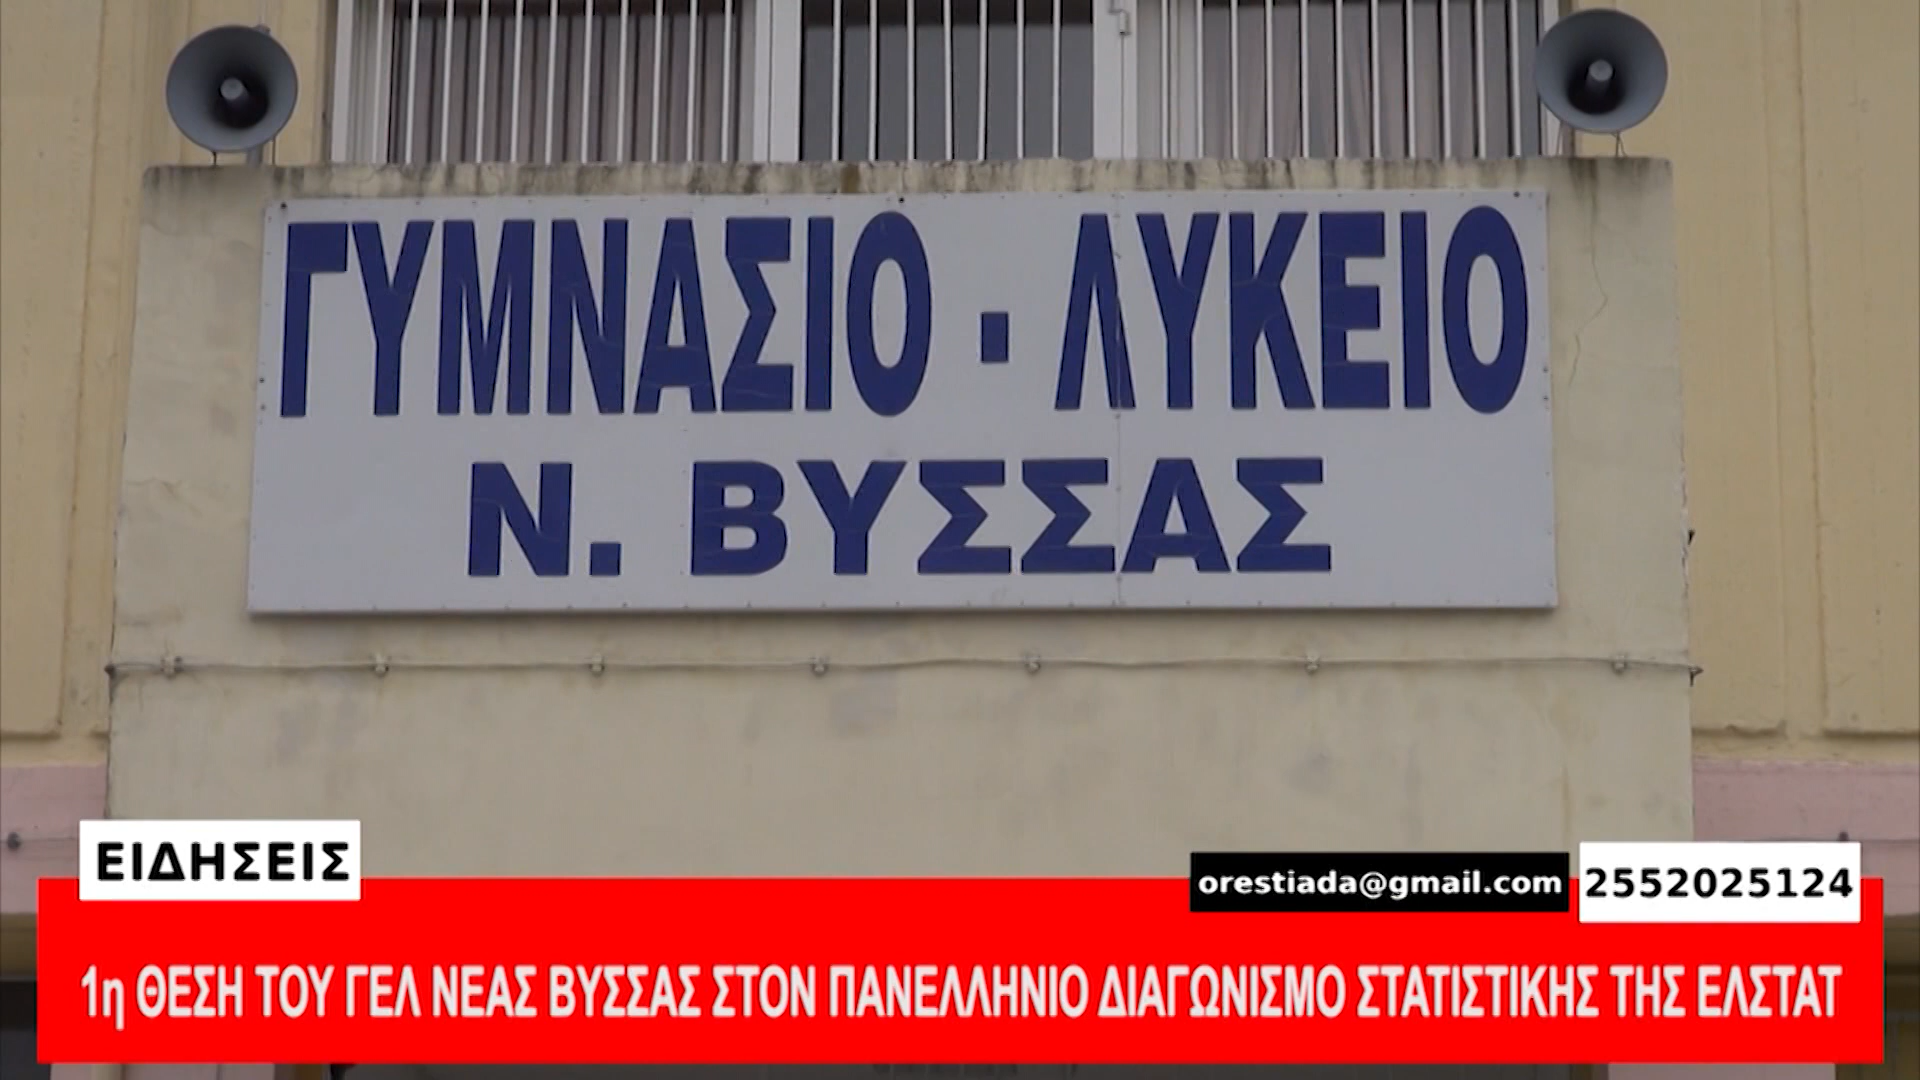 ΓΥΜΝΑΣΙΟ - ΛΥΚΕΙΟ
Ν. ΒΥΣΣΑΣ
ΕΙΔΗΣΕΙΣ
orestiada@gmail.com
2552025124
1η ΘΕΣΗ ΤΟΥ ΓΕΛ ΝΕΑΣ ΒΥΣΣΑΣ ΣΤΟΝ ΠΑΝΕΛΛΗΝΙΟ ΔΙΑΓΩΝΙΣΜΟ ΣΤΑΤΙΣΤΙΚΗΣ ΤΗΣ ΕΛΣΤΑΤ